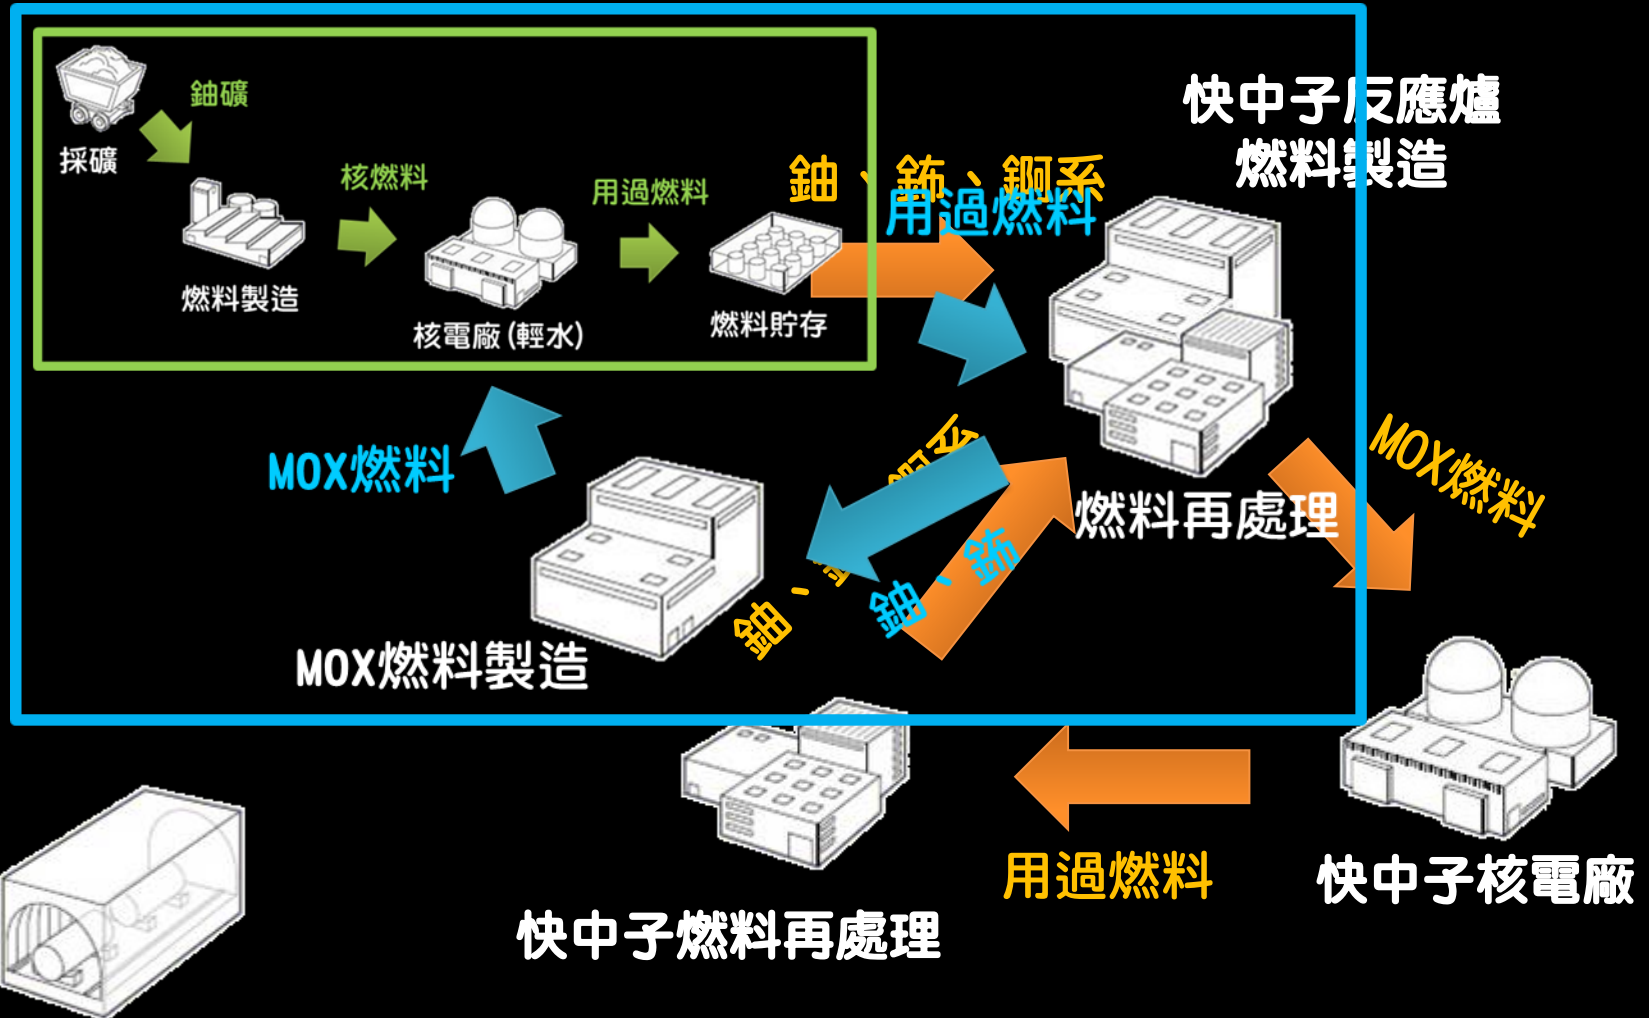 鈾礦
採礦
核燃料
燃料製造
用過燃料
核電廠(輕水)
燃料貯存
鈾、鈽、錒系
用過燃料
快中子反應爐
燃料製造
燃料再處理
MOX燃料
MOX燃料製造
鈾、鈽
鈾、
錒系
MOX燃料
快中子核電廠
用過燃料
快中子燃料再處理